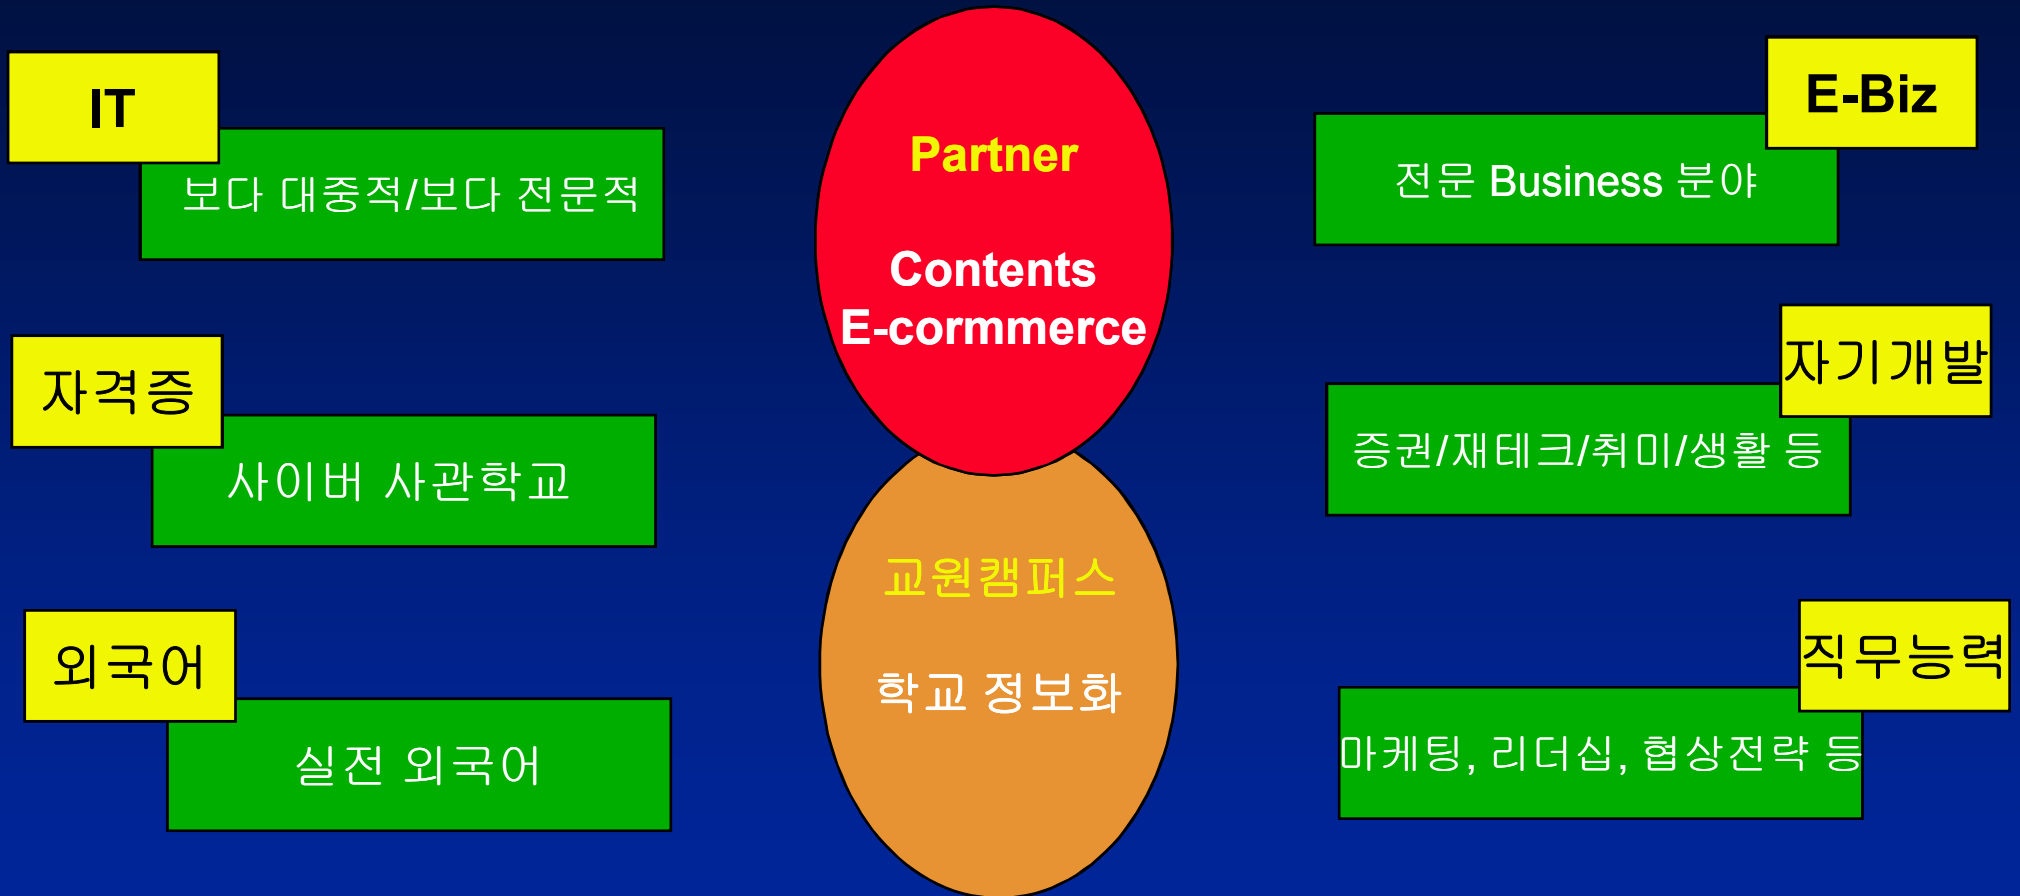 IT
보다 대중적/보다 전문적
자격증
사이버 사관학교
외국어
실전 외국어
Partner
Contents
E-cormmerce
교원캠퍼스
학교 정보화
E-Biz
전문 Business 분야
자기개발
증권/재테크/취미/생활 등
직무능력
마케팅, 리더십, 협상전략 등